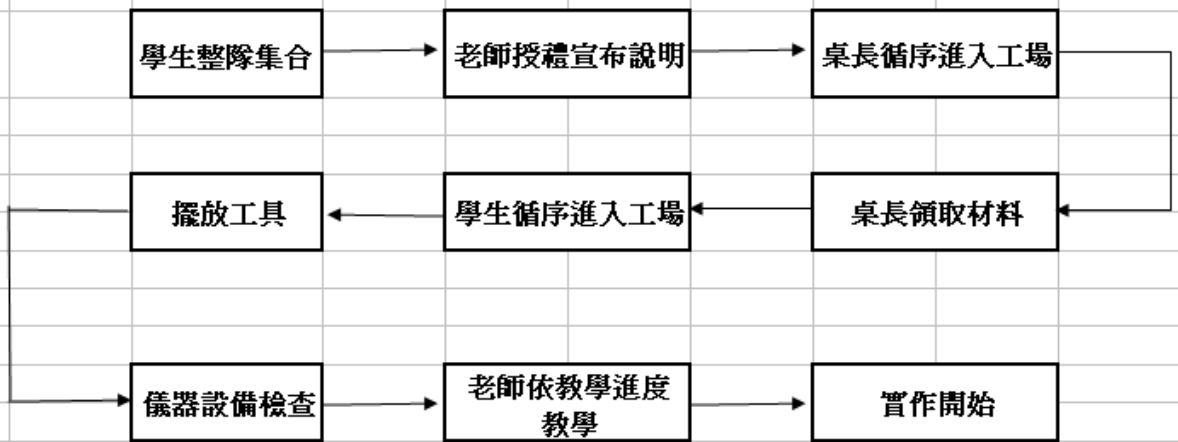 學生整隊集合
老師授禮宣布說明
桌長循序進入工場
桌長領取材料
學生循序進入工場
擺放工具
儀器設備檢查
老師依教學進度
教學
實作開始